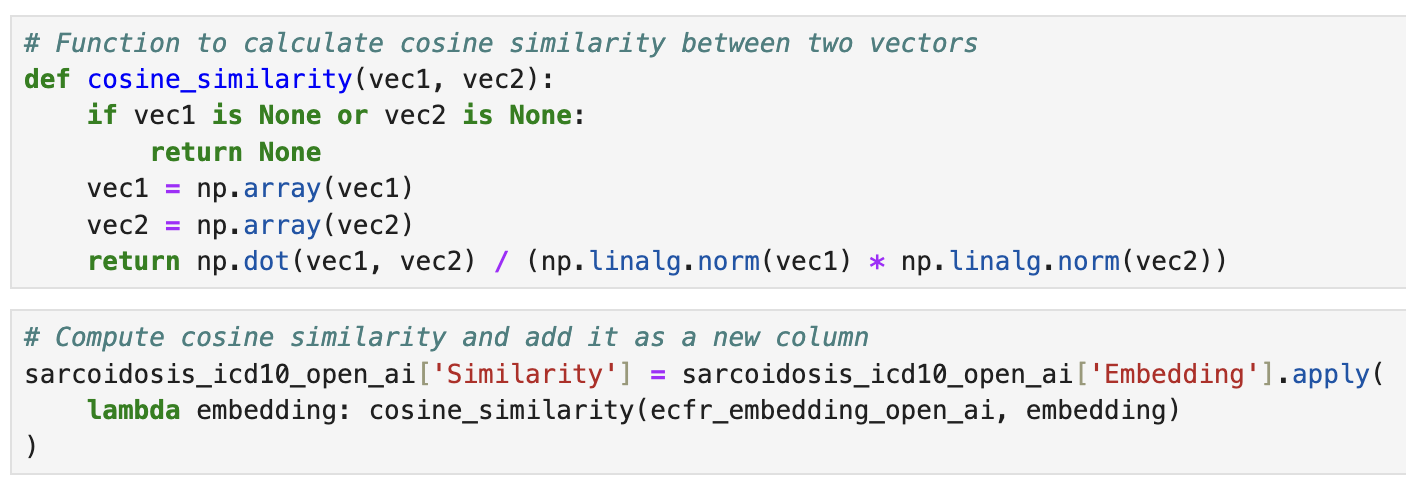 # Function to calculate cosine similarity between two vectors
def cosine_similarity(vec1, vec2):
    if vec1 is None or vec2 is None:
        return None
    vec1 = np.array(vec1)
    vec2 = np.array(vec2)
    return np.dot(vec1, vec2) / (np.linalg.norm(vec1) * np.linalg.norm(vec2))
# Compute cosine similarity and add it as a new column
sarcoidosis_icd10_open_ai['Similarity'] = sarcoidosis_icd10_open_ai['Embedding'].apply(
    lambda embedding: cosine_similarity(ecfr_embedding_open_ai, embedding)
)